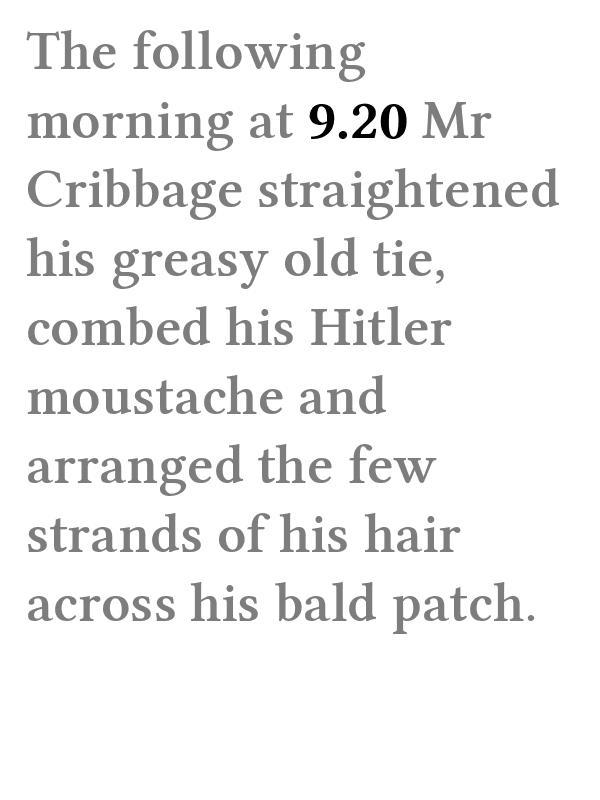 The following
morning at 9.20 Mr
Cribbage straightened
his greasy old tie,
combed his Hitler
moustache and
arranged the few
strands of his hair
across his bald patch.